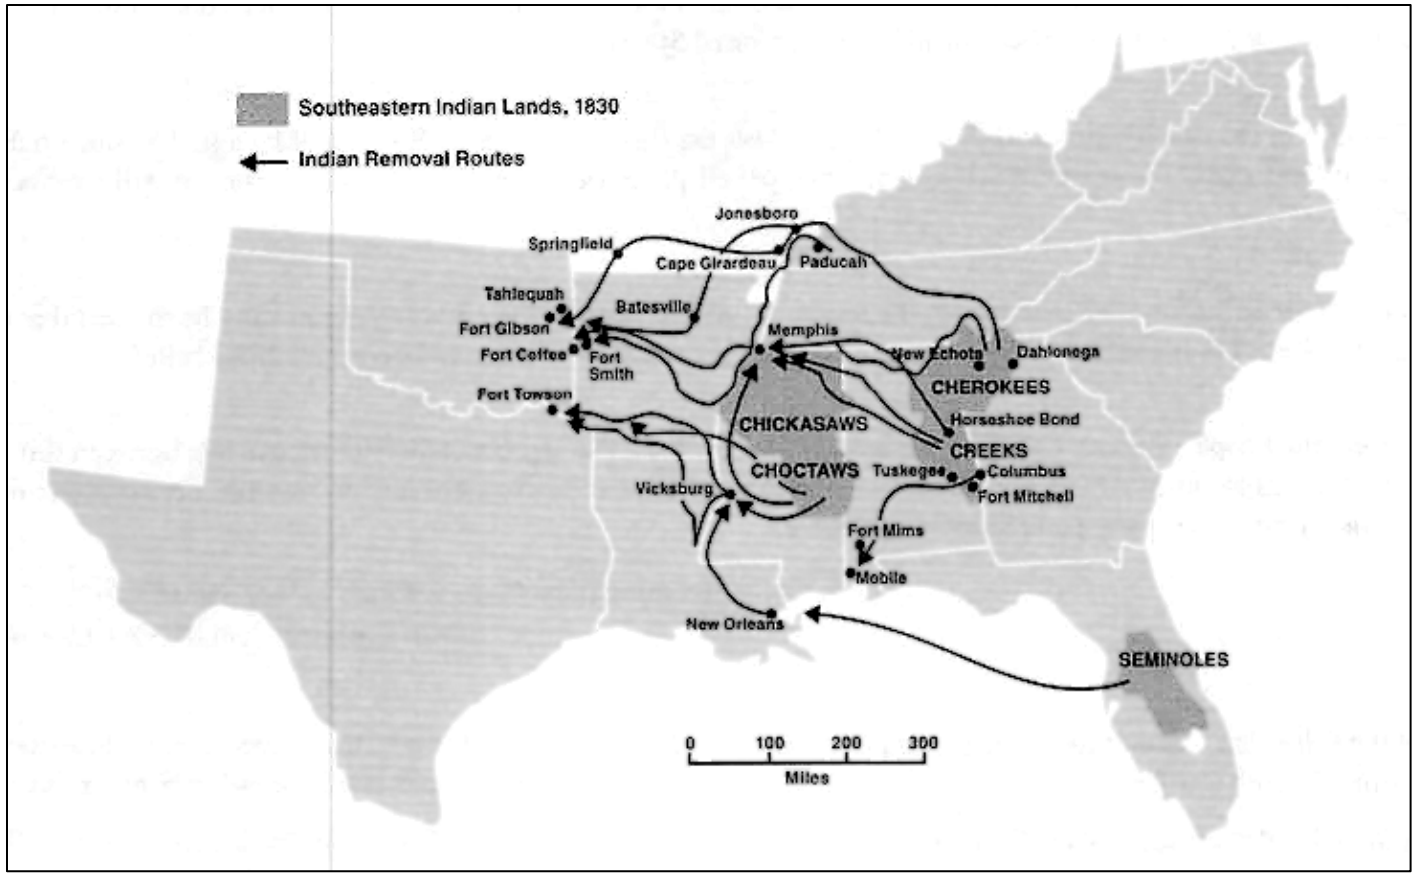 Southeastern Indian Lands, 1830
Indian Removal Routes
Jonesboro
Springfield
Cape Girardeau
Paducah
Tahlequah
Batesville
Fort Gibson
Memphis
Fort Coffee
Fort
Smith
New Echota
Dahlonega
CHEROKEES
Fort Towson
Horseshoe Bond
CHICKASAWS
CREEKS
CHOCTAWS
Tuskegee
Columbus
Vicksburg
Fort Mitchell
Fort Mims
Mobile
New Orleans
SEMINOLES
0 100 200 300
Miles